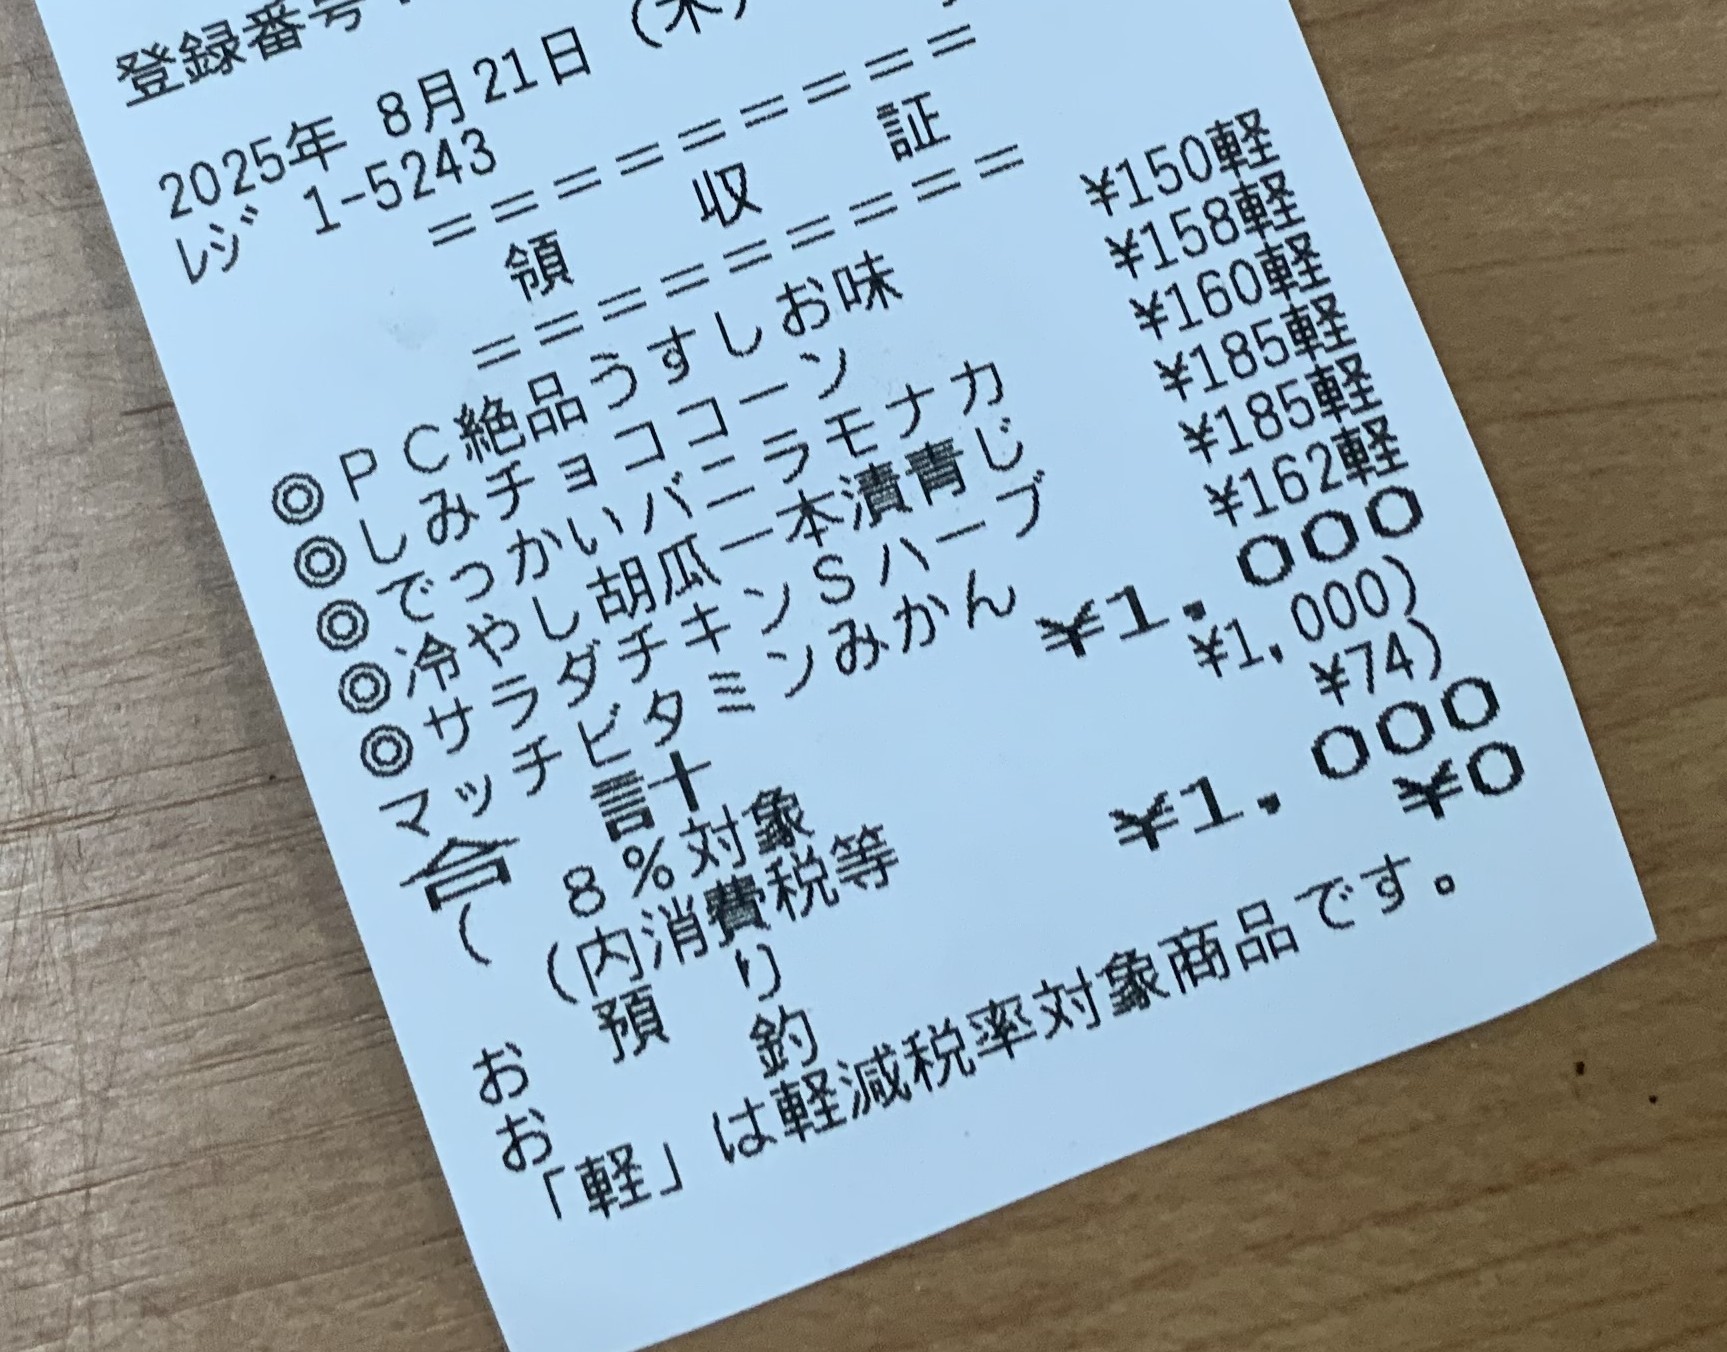 登録番号
2025年 8月21日 (木)
ﾚｼﾞ 1-5243
====================
領 収 証
====================
◎PC絶品うすしお味 ¥150軽
◎しみチョココーン ¥158軽
◎でっかいバニラモナカ ¥160軽
◎冷やし胡瓜一本漬青じ ¥185軽
◎サラダチキンSハーブ ¥185軽
マッチビタミンみかん ¥162軽
合 計 ¥1,000
( 8%対象 ¥1,000)
(内消費税等 ¥74)
お 預 り ¥1,000
お 釣 ¥0
「軽」は軽減税率対象商品です。